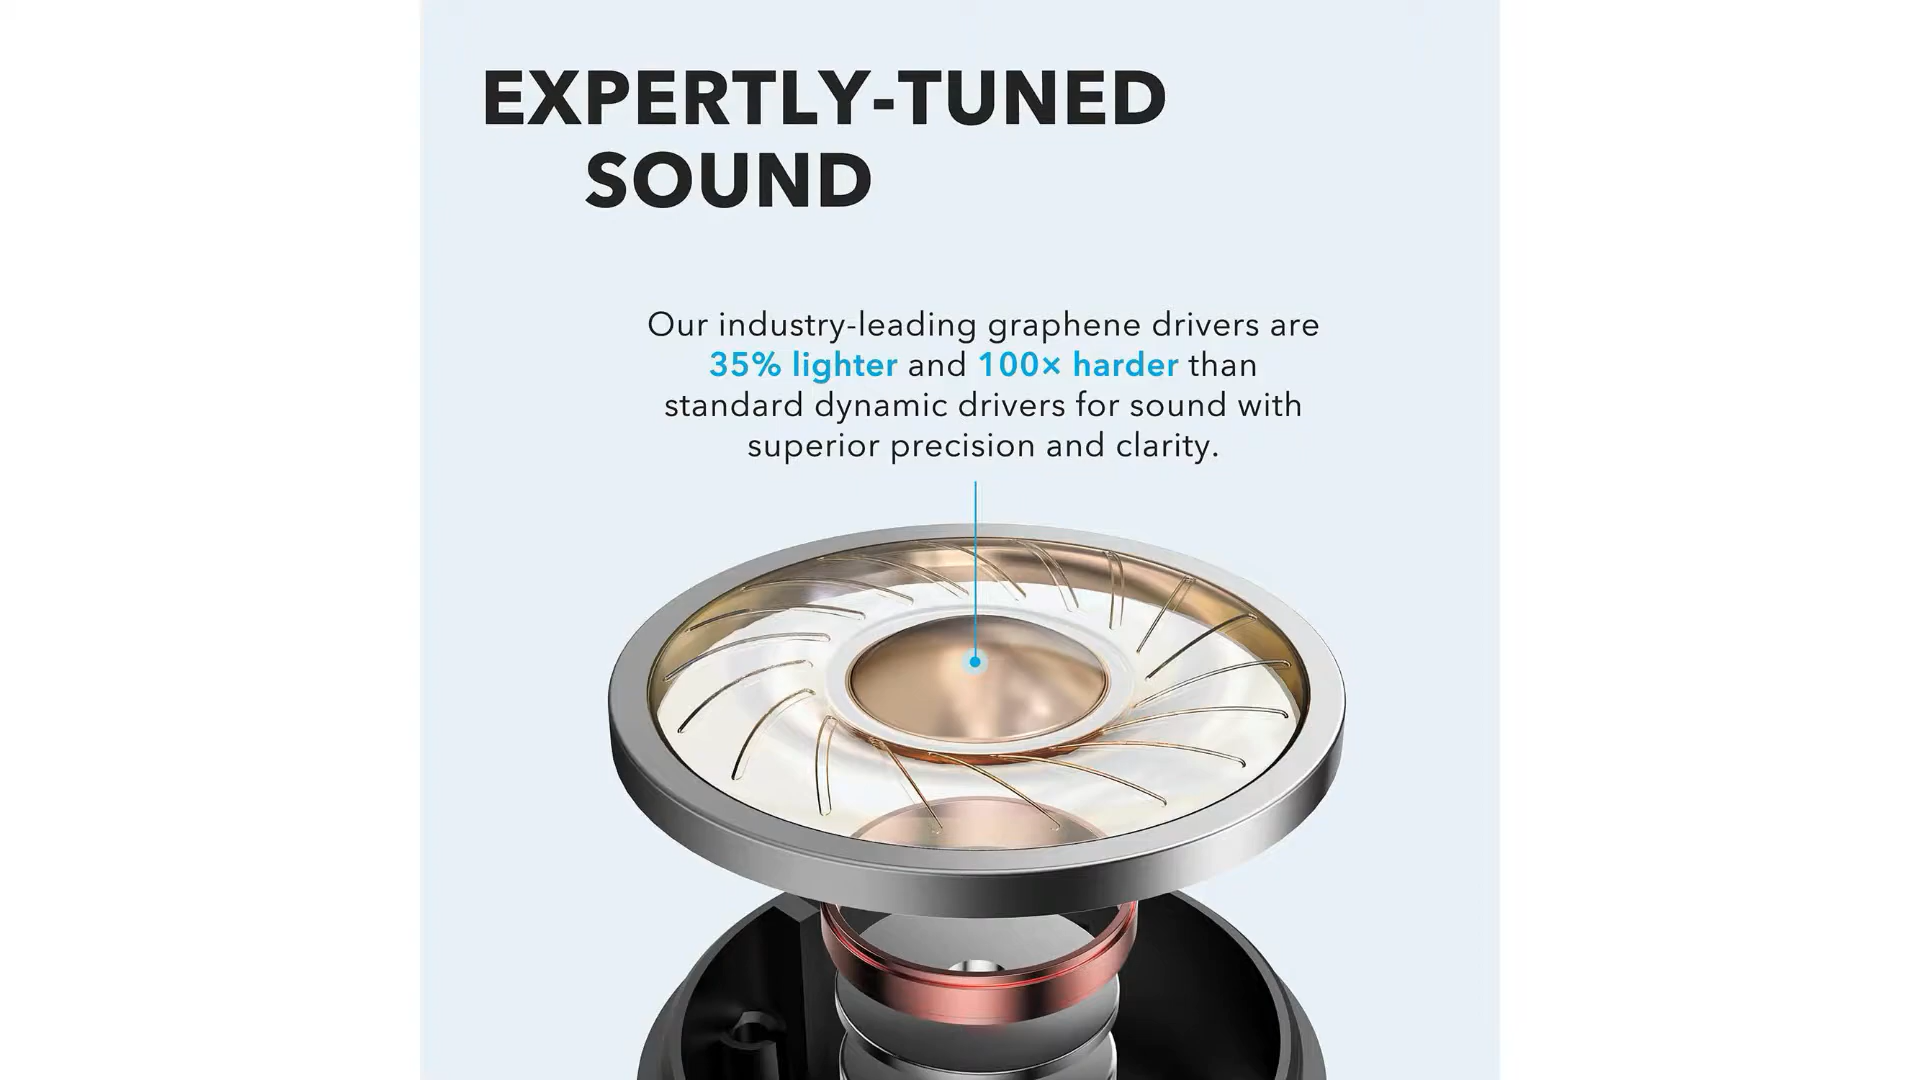 EXPERTLY-TUNED
SOUND
Our industry-leading graphene drivers are
35% lighter and 100× harder than
standard dynamic drivers for sound with
superior precision and clarity.